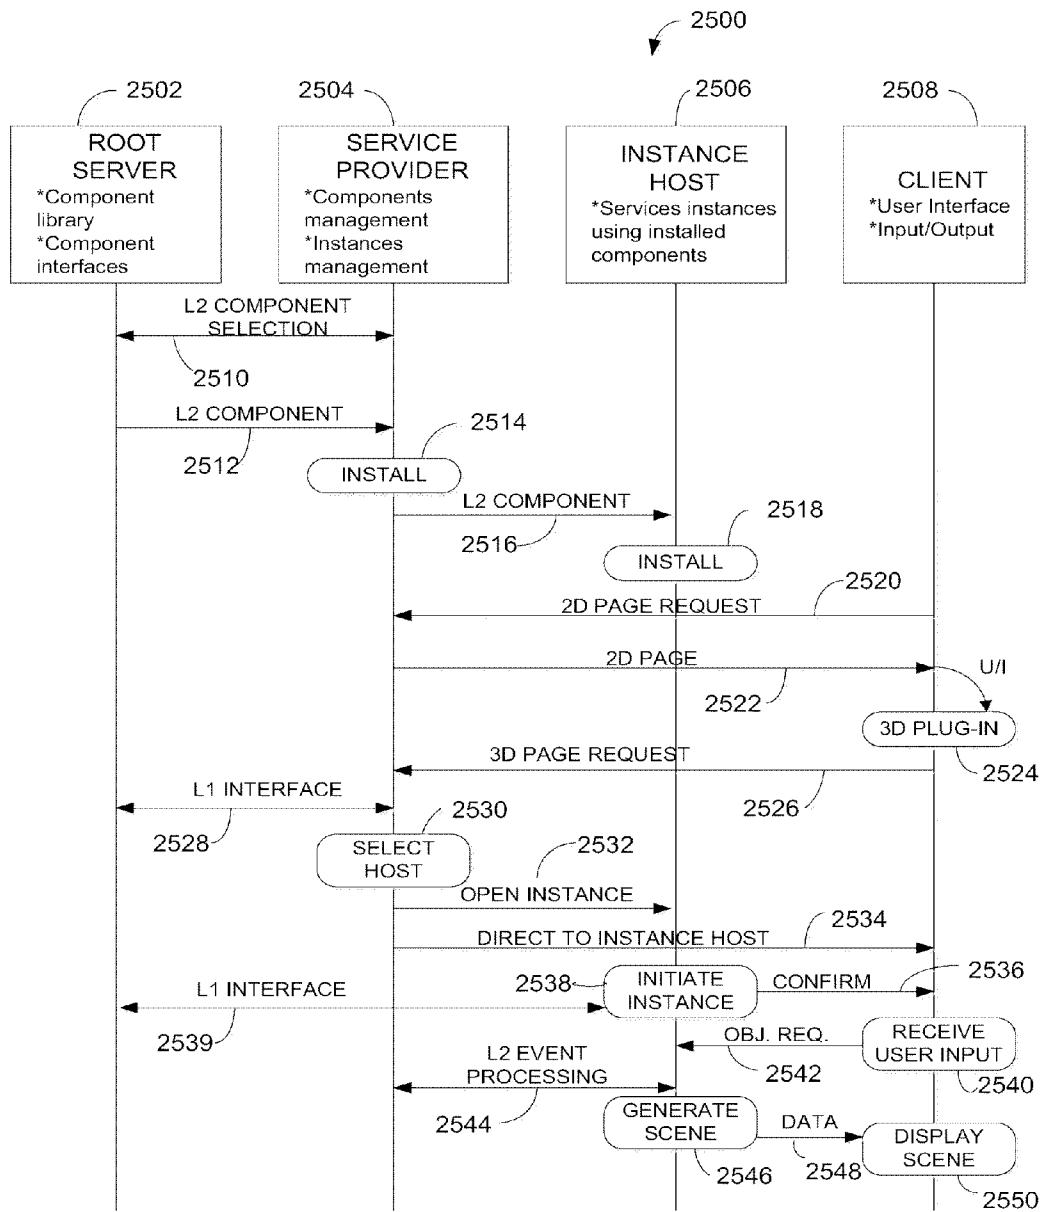 2500
2502
2504
2506
2508
ROOT
SERVER
*Component
library
*Component
interfaces
SERVICE
PROVIDER
*Components
management
*Instances
management
INSTANCE
HOST
*Services instances
using installed
components
CLIENT
*User Interface
*Input/Output
L2 COMPONENT
SELECTION
2510
L2 COMPONENT
2512
2514
INSTALL
L2 COMPONENT
2516
2518
INSTALL
2520
2D PAGE REQUEST
2D PAGE
2522
U/I
3D PLUG-IN
2524
3D PAGE REQUEST
2526
L1 INTERFACE
2528
2530
SELECT
HOST
2532
OPEN INSTANCE
2534
DIRECT TO INSTANCE HOST
2538
INITIATE
INSTANCE
CONFIRM
2536
L1 INTERFACE
2539
OBJ. REQ.
2542
RECEIVE
USER INPUT
2540
L2 EVENT
PROCESSING
2544
GENERATE
SCENE
2546
DATA
2548
DISPLAY
SCENE
2550